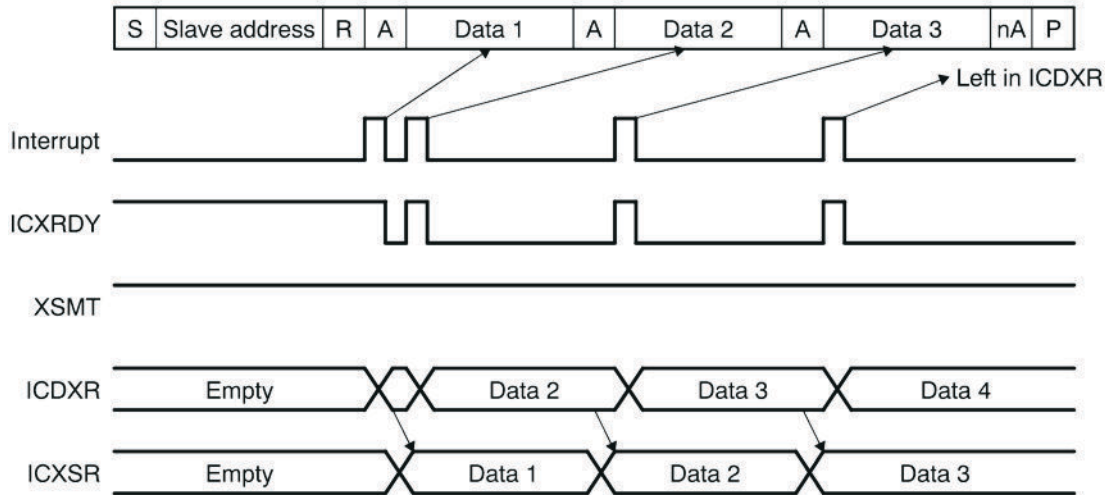 S Slave address R A Data 1 A Data 2 A Data 3 nA P
Left in ICDXR
Interrupt
ICXRDY
XSMT
ICDXR Empty Data 2 Data 3 Data 4
ICXSR Empty Data 1 Data 2 Data 3